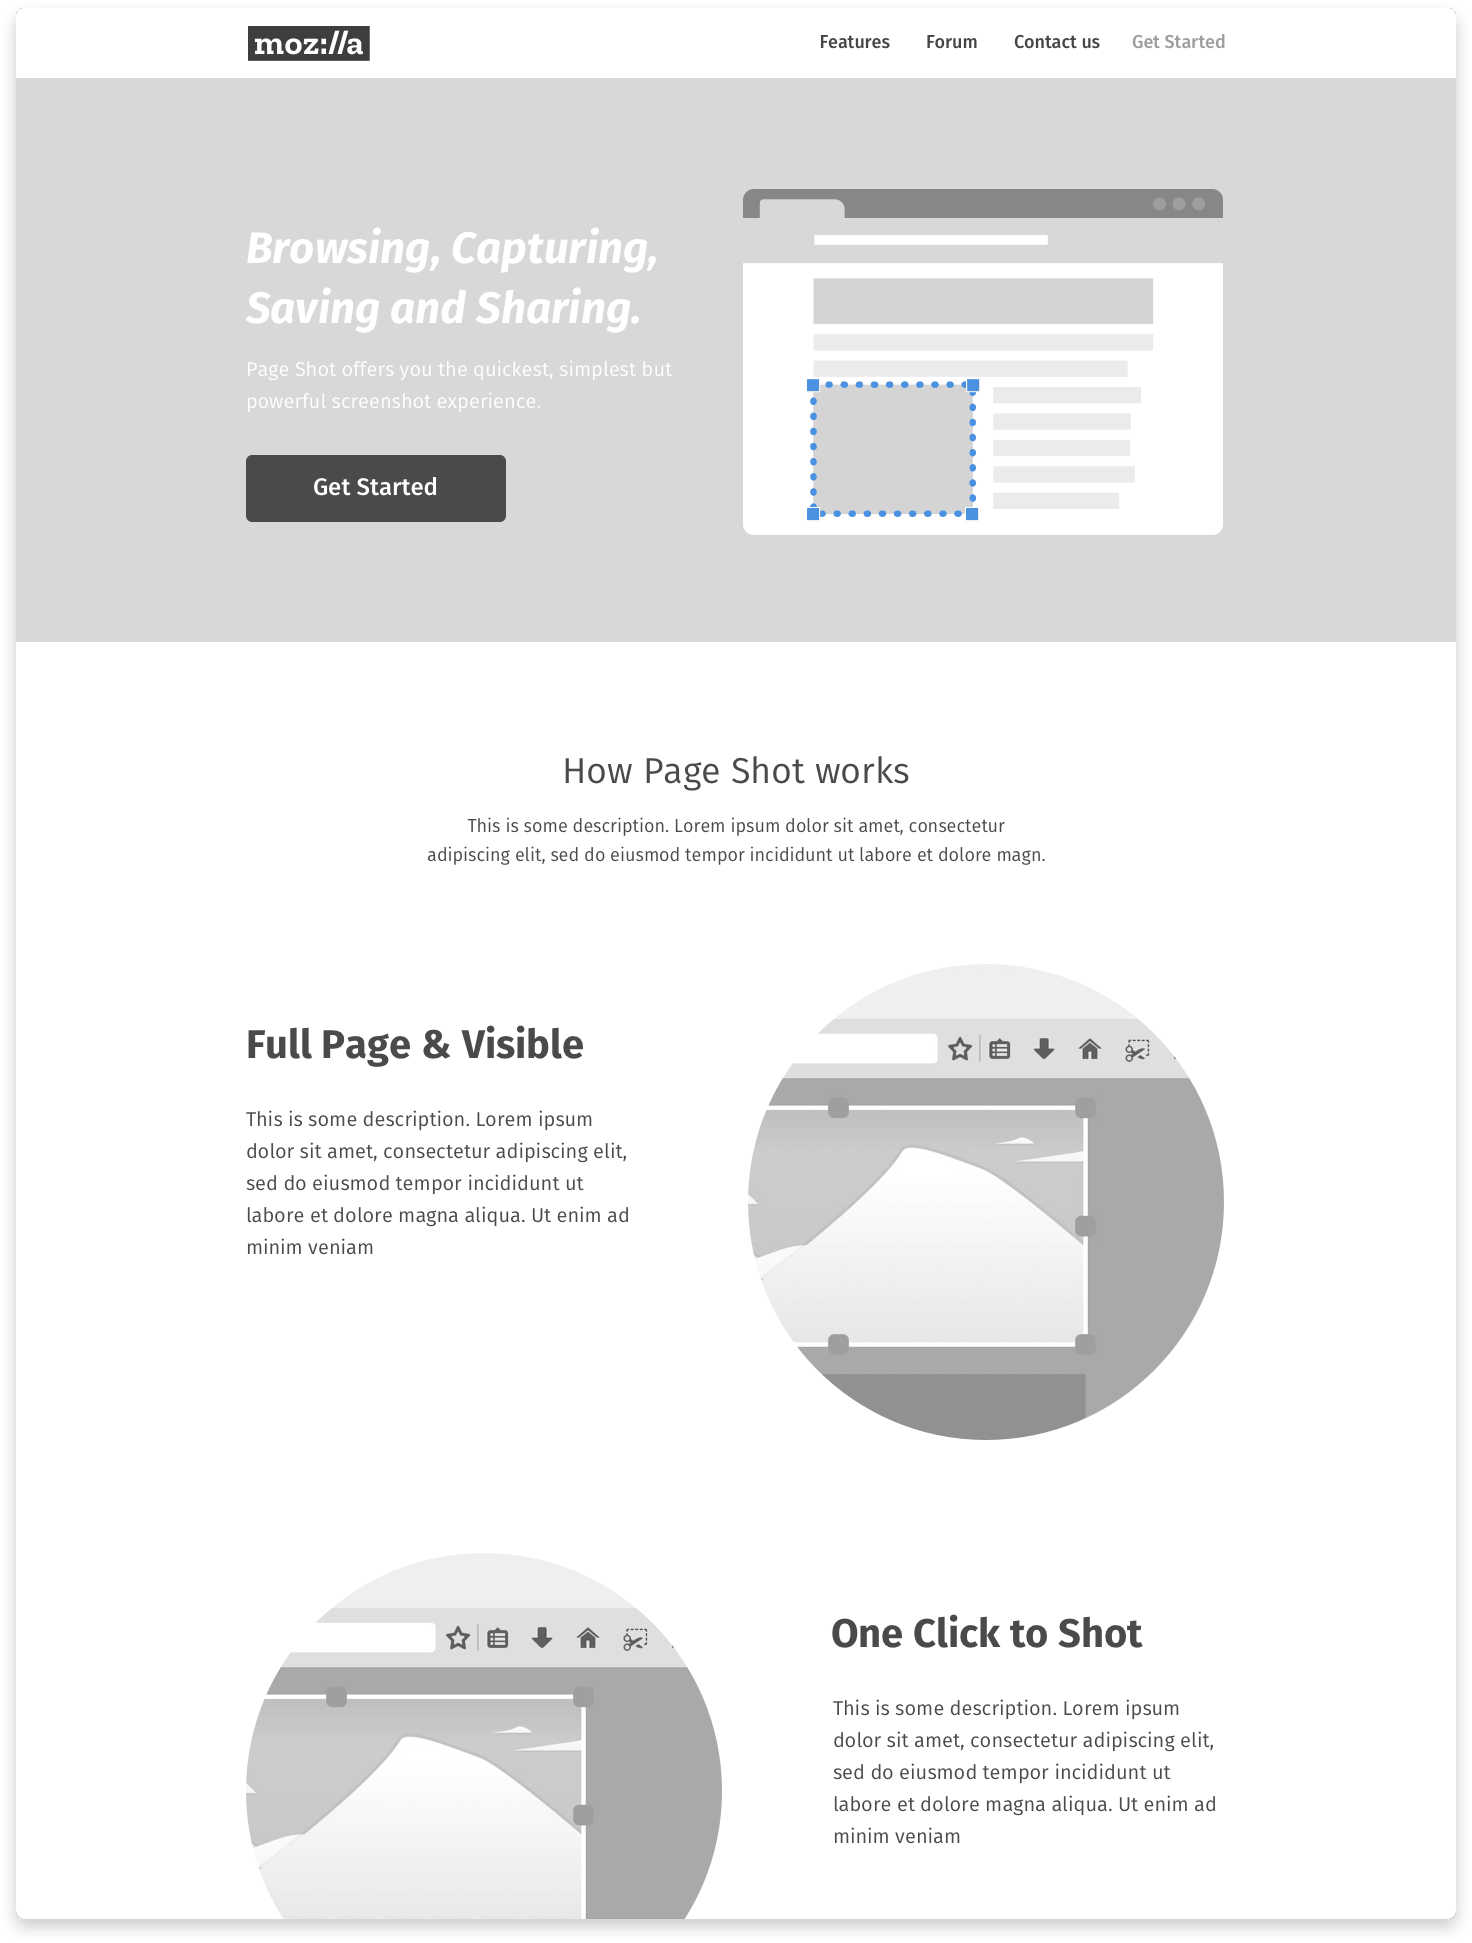 moz://a
Features Forum Contact us Get Started
Browsing, Capturing,
Saving and Sharing.
Page Shot offers you the quickest, simplest but
powerful screenshot experience.
Get Started
How Page Shot works
This is some description. Lorem ipsum dolor sit amet, consectetur
adipiscing elit, sed do eiusmod tempor incididunt ut labore et dolore magn.
Full Page & Visible
This is some description. Lorem ipsum
dolor sit amet, consectetur adipiscing elit,
sed do eiusmod tempor incididunt ut
labore et dolore magna aliqua. Ut enim ad
minim veniam
One Click to Shot
This is some description. Lorem ipsum
dolor sit amet, consectetur adipiscing elit,
sed do eiusmod tempor incididunt ut
labore et dolore magna aliqua. Ut enim ad
minim veniam